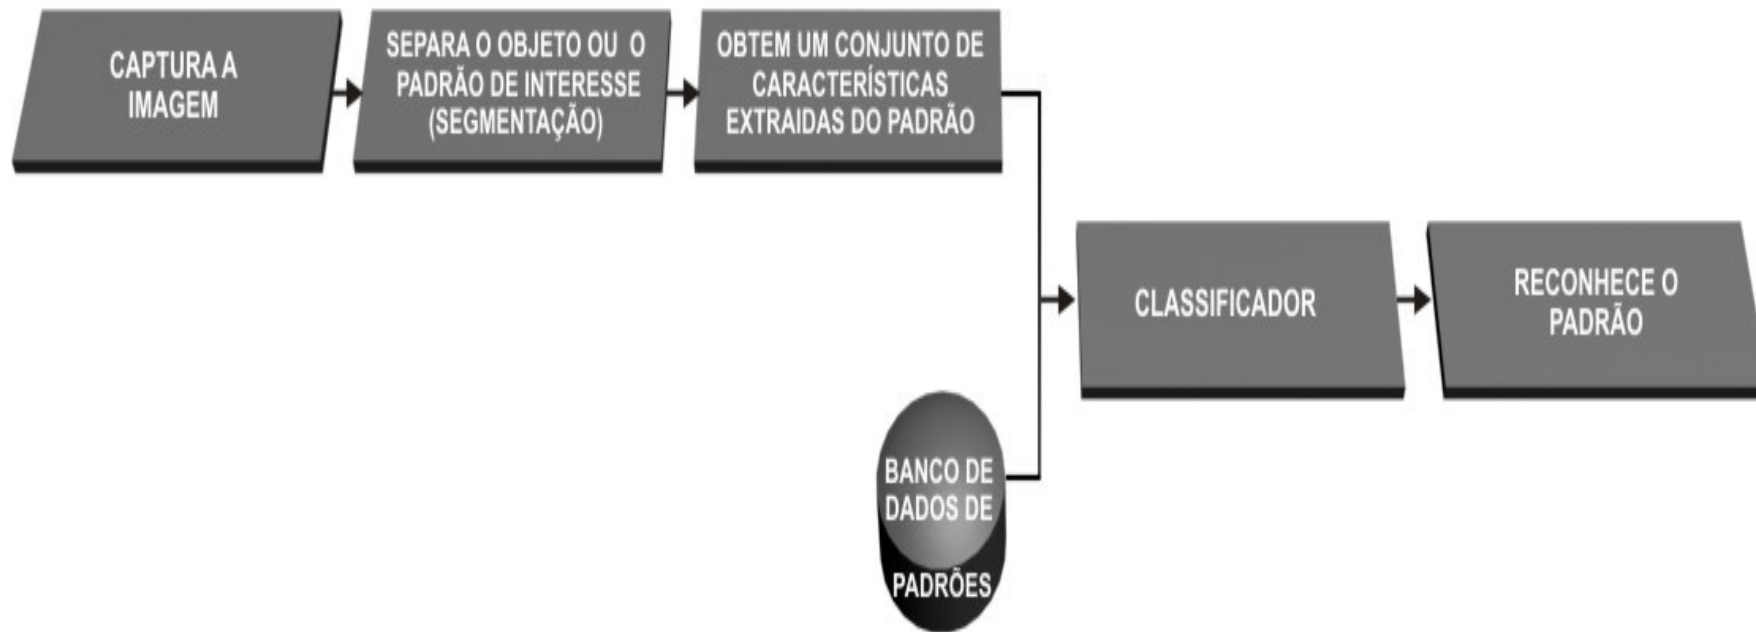 CAPTURA A
IMAGEM
SEPARA O OBJETO OU O
PADRÃO DE INTERESSE
(SEGMENTAÇÃO)
OBTEM UM CONJUNTO DE
CARACTERÍSTICAS
EXTRAIDAS DO PADRÃO
CLASSIFICADOR
RECONHECE O
PADRÃO
BANCO DE
DADOS DE
PADRÕES